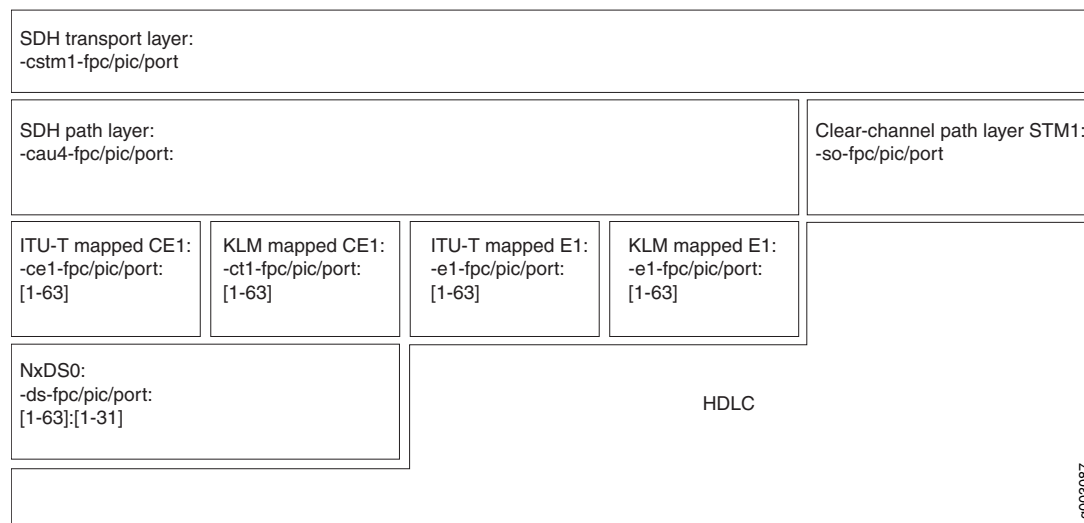 SDH transport layer:
-cstm1-fpc/pic/port
SDH path layer:
-cau4-fpc/pic/port:
Clear-channel path layer STM1:
-so-fpc/pic/port
ITU-T mapped CE1:
-ce1-fpc/pic/port:
[1-63]
KLM mapped CE1:
-ct1-fpc/pic/port:
[1-63]
ITU-T mapped E1:
-e1-fpc/pic/port:
[1-63]
KLM mapped E1:
-e1-fpc/pic/port:
[1-63]
NxDS0:
-ds-fpc/pic/port:
[1-63]:[1-31]
HDLC
g003087